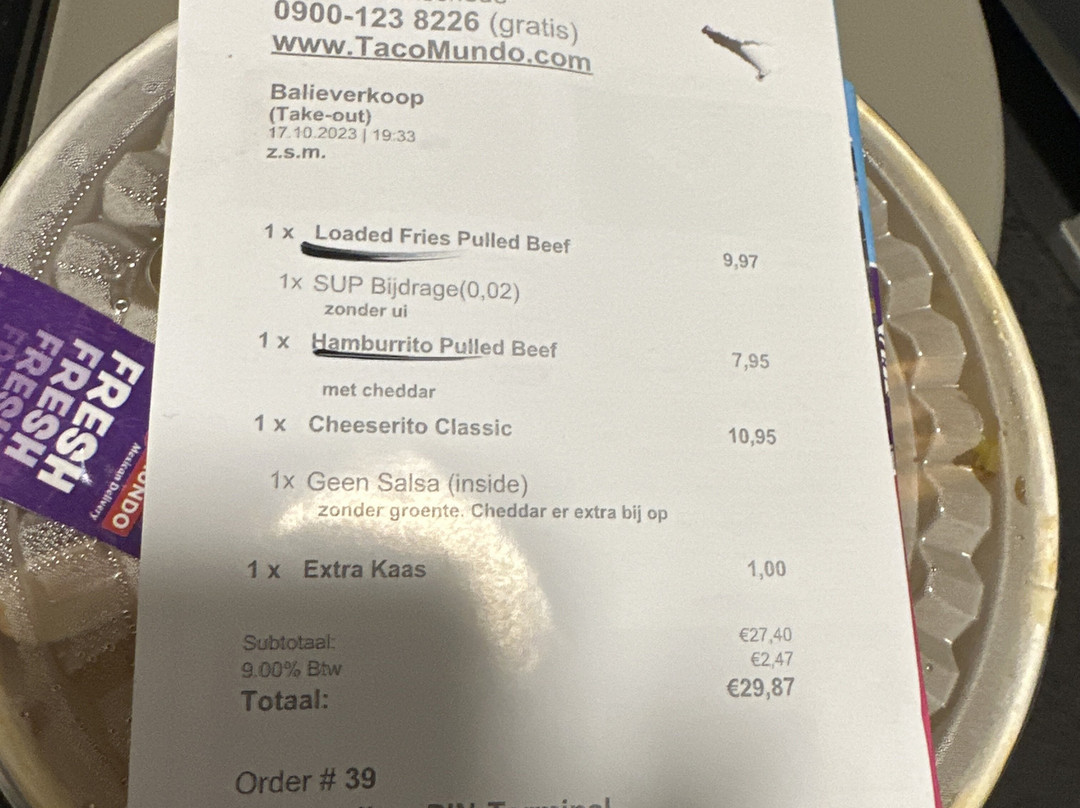 0900-123 8226 (gratis)
www.TacoMundo.com
Balieverkoop
(Take-out)
17.10.2023 | 19:33
z.s.m.
1 x Loaded Fries Pulled Beef 9,97
1x SUP Bijdrage(0,02)
zonder ui
1 x Hamburrito Pulled Beef 7,95
met cheddar
1 x Cheeserito Classic 10,95
1x Geen Salsa (inside)
zonder groente. Cheddar er extra bij op
1 x Extra Kaas 1,00
Subtotaal: €27,40
9.00% Btw €2,47
Totaal: €29,87
Order # 39
FRESH
FRESH
FRESH
FRESH
Mexican Delivery